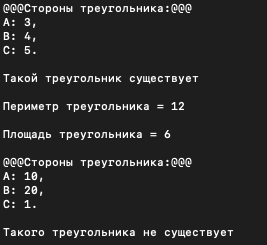 @@@Стороны треугольника:@@@
A: 3,
B: 4,
C: 5.
Такой треугольник существует
Периметр треугольника = 12
Площадь треугольника = 6
@@@Стороны треугольника:@@@
A: 10,
B: 20,
C: 1.
Такого треугольника не существует